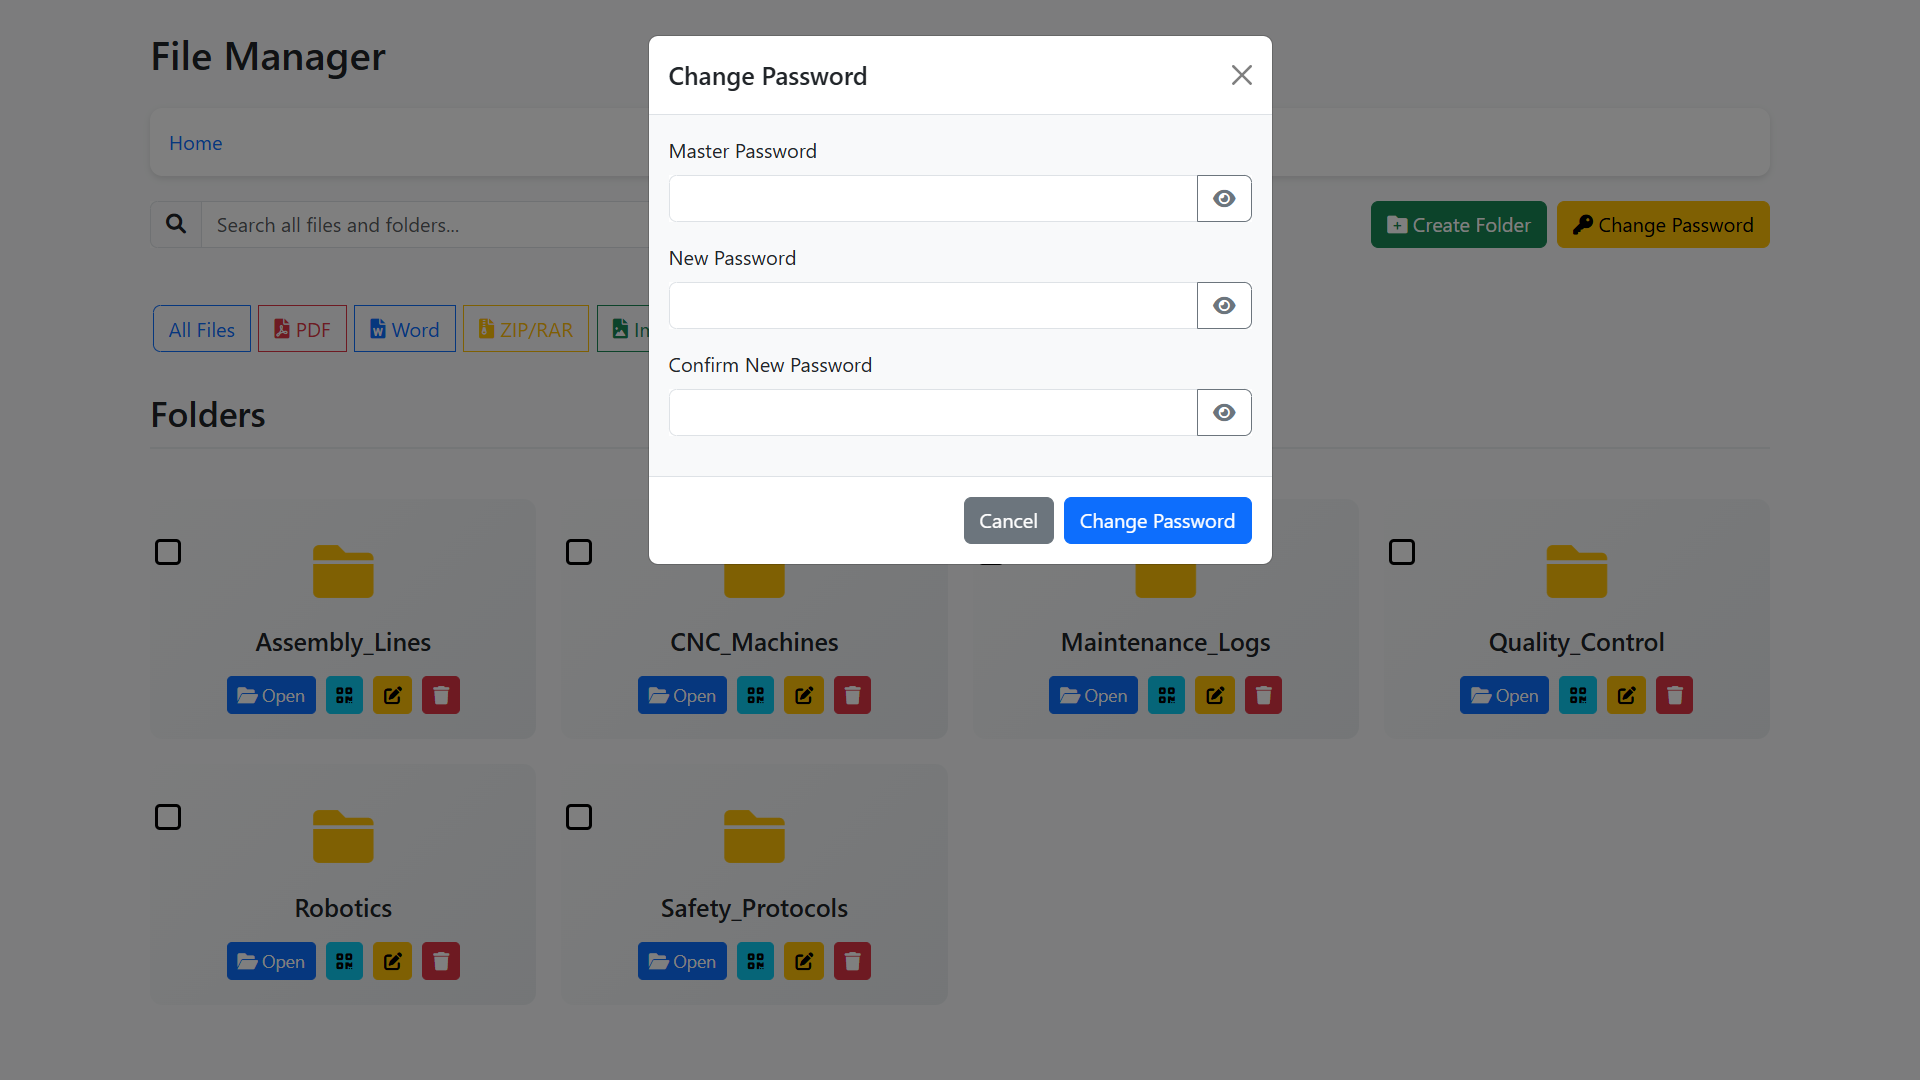 File Manager
Home
Search all files and folders...
Create Folder
Change Password
All Files
PDF
Word
ZIP/RAR
Im
Change Password
Master Password
New Password
Confirm New Password
Cancel
Change Password
Folders
Assembly_Lines
Open
CNC_Machines
Open
Maintenance_Logs
Open
Quality_Control
Open
Robotics
Open
Safety_Protocols
Open